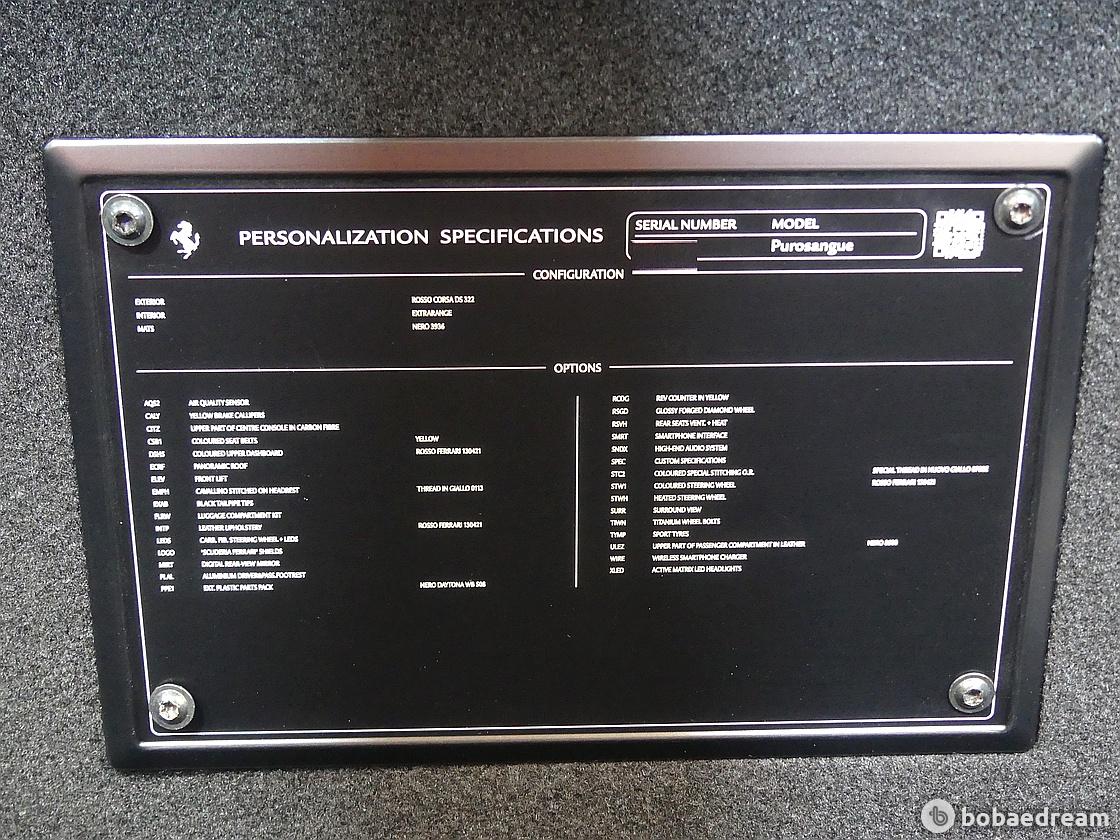 PERSONALIZATION SPECIFICATIONS
SERIAL NUMBER MODEL
Purosangue
CONFIGURATION
EXTERIOR ROSSO CORSA DS 322
INTERIOR EXTRARANGE
MATS NERO 3936
OPTIONS
AQS2 AIR QUALITY SENSOR
CALY YELLOW BRAKE CALLIPERS
CITZ UPPER PART OF CENTRE CONSOLE IN CARBON FIBRE
CSB1 COLOURED SEAT BELTS YELLOW
DSHS COLOURED UPPER DASHBOARD ROSSO FERRARI 130421
ECRF PANORAMIC ROOF
ELEV FRONT LIFT
EMPH CAVALLINO STITCHED ON HEADREST THREAD IN GIALLO 0113
EXAB BLACK TAILPIPE TIPS
FLRW LUGGAGE COMPARTMENT KIT
INTP LEATHER UPHOLSTERY ROSSO FERRARI 130421
LEDS CARB. FIB. STEERING WHEEL + LEDS
LOGO "SCUDERIA FERRARI" SHIELDS
MIRT DIGITAL REAR-VIEW MIRROR
PLAL ALUMINIUM DRIVER&PASS.FOOTREST
PPE1 EXT. PLASTIC PARTS PACK NERO DAYTONA WB 508
RCDG REV COUNTER IN YELLOW
RSGD GLOSSY FORGED DIAMOND WHEEL
RSVH REAR SEATS VENT. + HEAT
SMRT SMARTPHONE INTERFACE
SNDX HIGH-END AUDIO SYSTEM
SPEC CUSTOM SPECIFICATIONS
STC2 COLOURED SPECIAL STITCHING O.R. SPECIAL THREAD IN NUOVO GIALLO
STW1 COLOURED STEERING WHEEL ROSSO FERRARI 130421
STWH HEATED STEERING WHEEL
SURR SURROUND VIEW
TIWN TITANIUM WHEEL BOLTS
TYMP SPORT TYRES
ULEZ UPPER PART OF PASSENGER COMPARTMENT IN LEATHER NERO
WIRE WIRELESS SMARTPHONE CHARGER
XLED ACTIVE MATRIX LED HEADLIGHTS
bobaedream